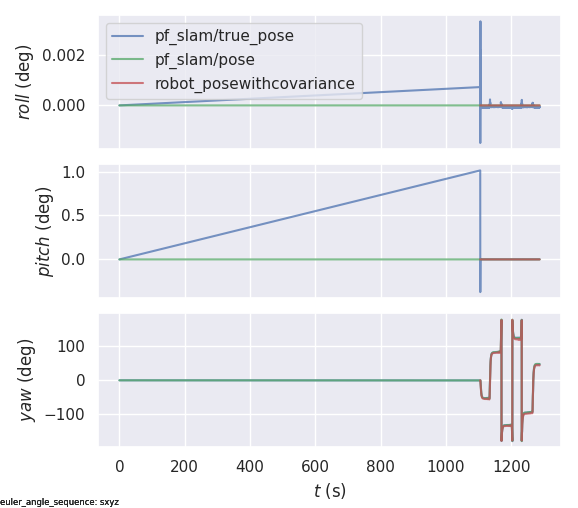 pf_slam/true_pose
pf_slam/pose
robot_posewithcovariance
roll (deg)
0.002
0.000
pitch (deg)
1.0
0.5
0.0
yaw (deg)
100
0
−100
0 200 400 600 800 1000 1200
t (s)
euler_angle_sequence: sxyz